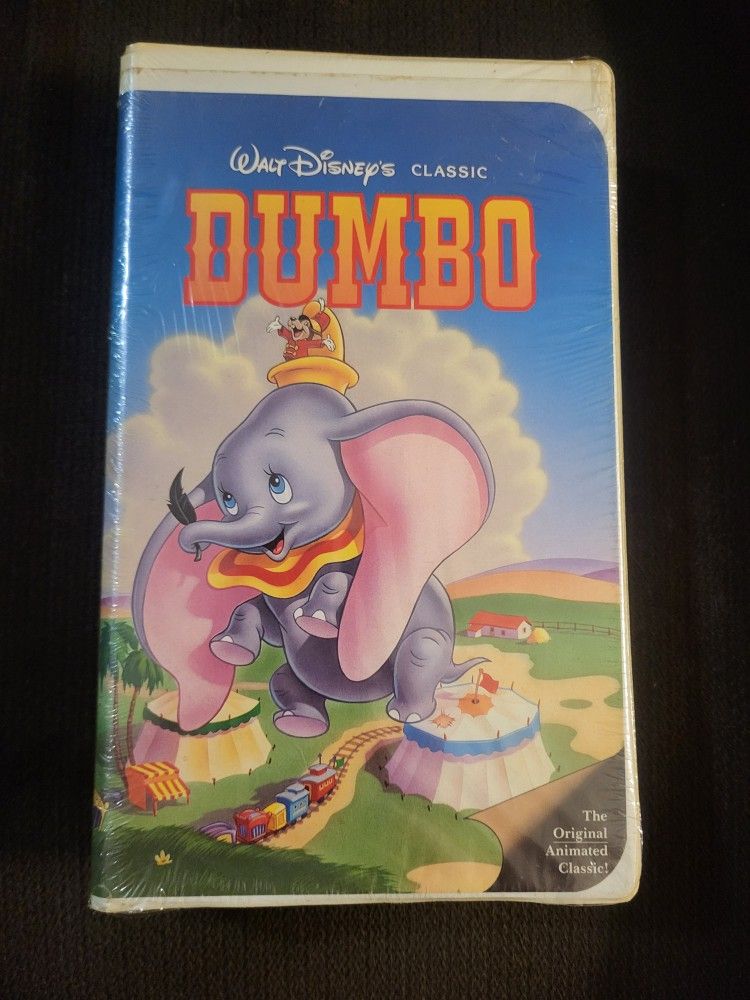 WALT DISNEY'S CLASSIC
DUMBO
The
Original
Animated
Classic!